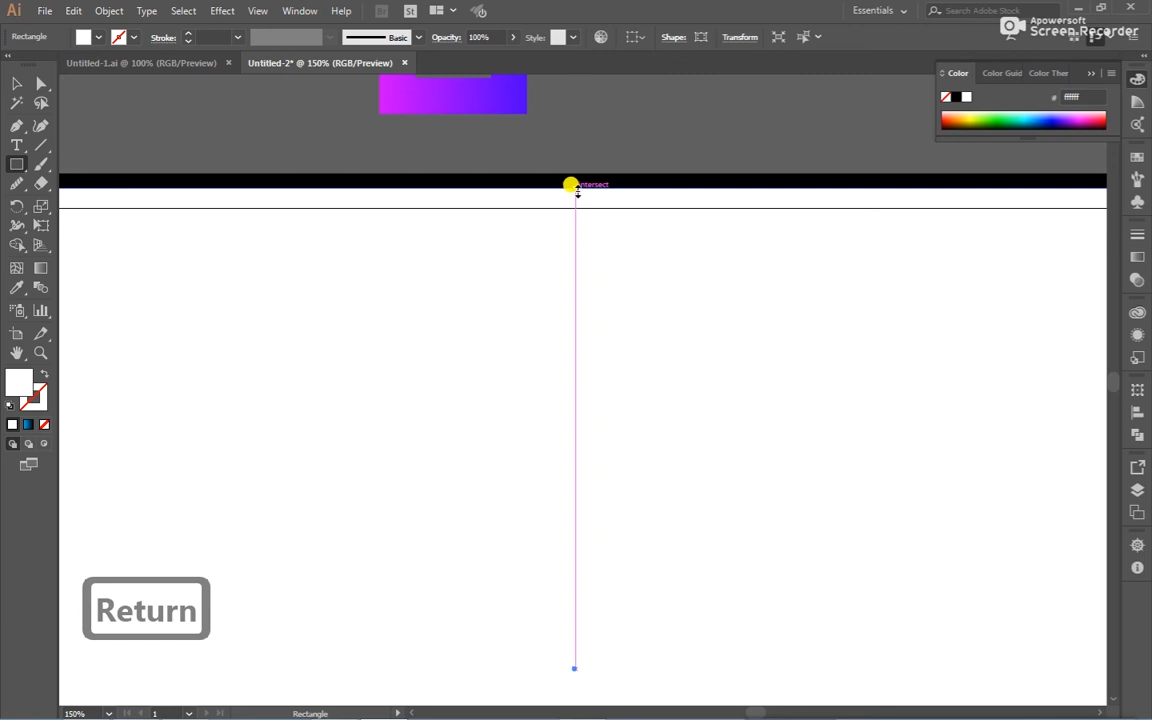 Ai File Edit Object Type Select Effect View Window Help Br St Essentials Search Adobe Stock
Apowersoft
Screen Recorder
Rectangle Stroke: Basic Opacity: 100% Style: Shape: Transform
Untitled-1.ai @ 100% (RGB/Preview) × Untitled-2* @ 150% (RGB/Preview) ×
Color Color Guid Color Ther
# ffffff
intersect
Return
150% 1 Rectangle